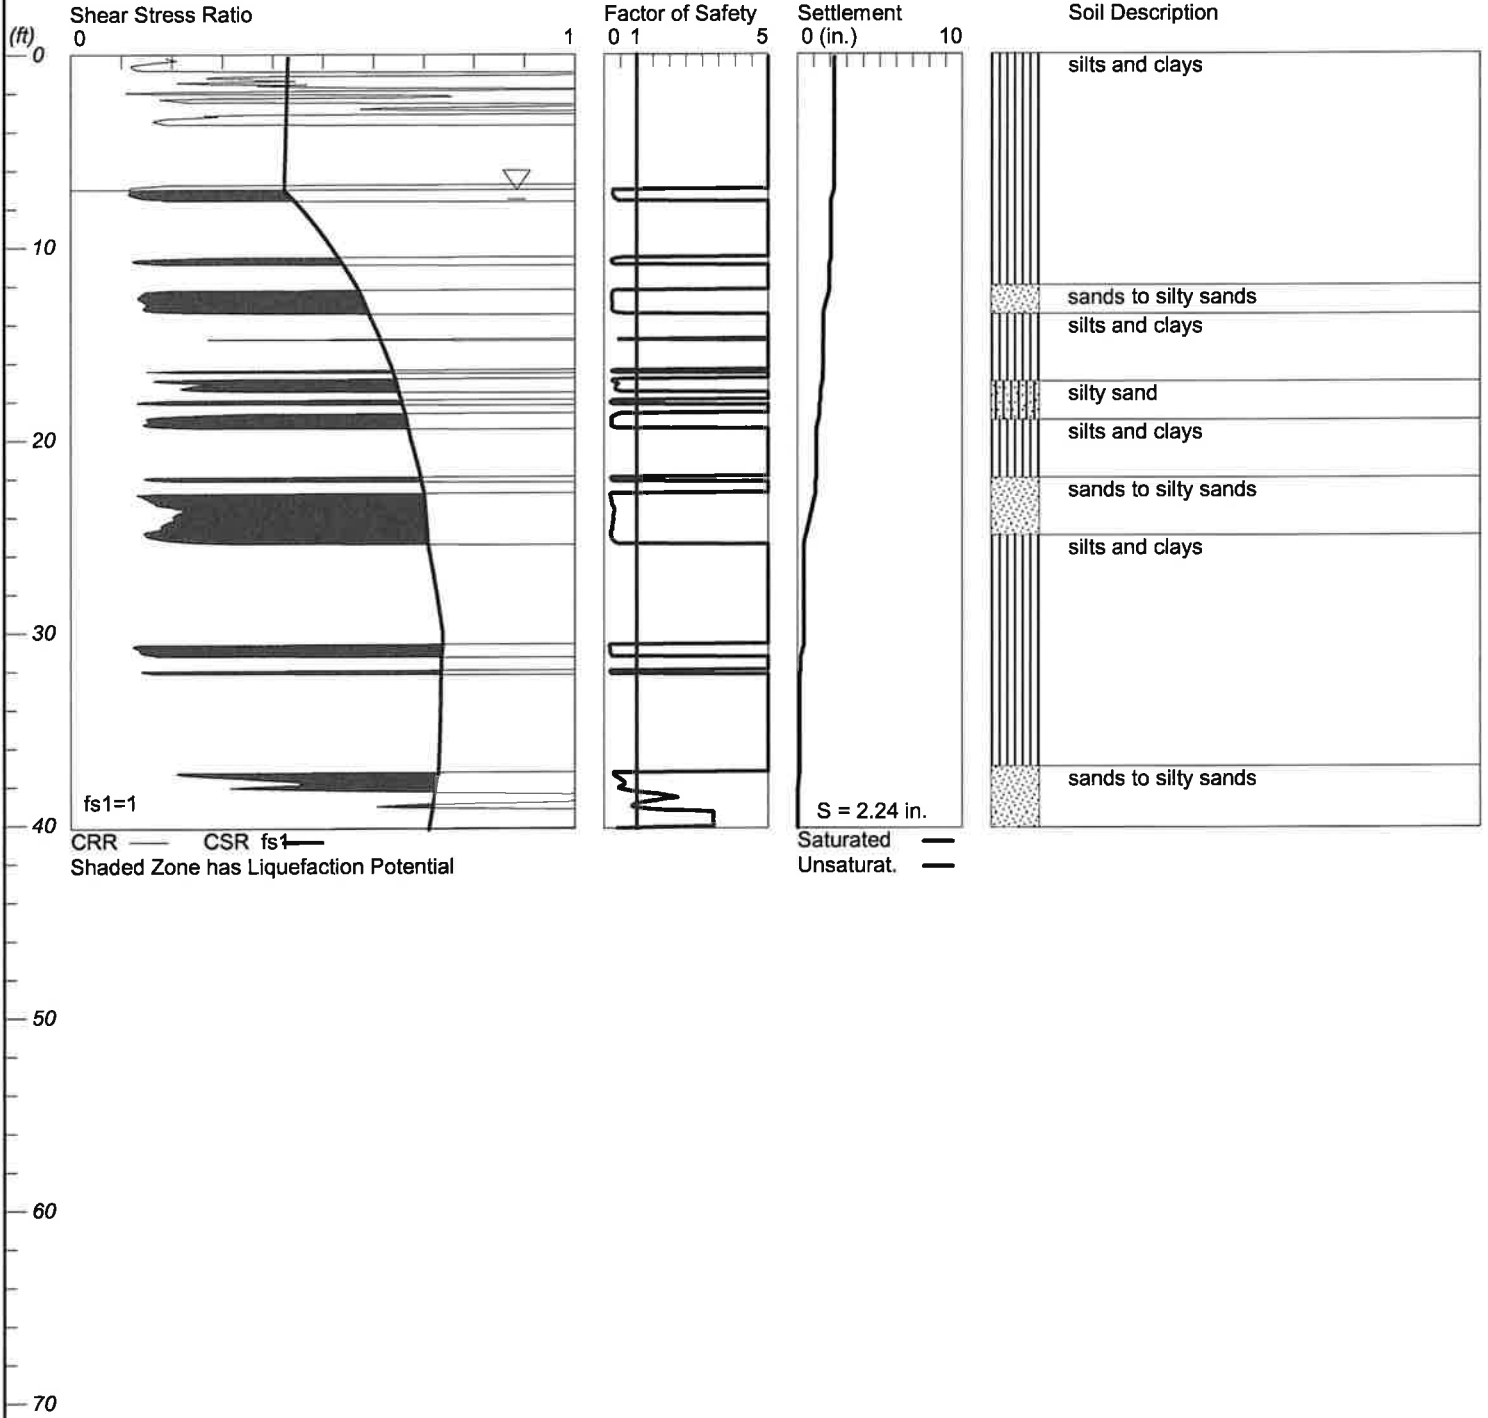 Shear Stress Ratio
Factor of Safety
Settlement
Soil Description
(ft)
0
1
0 1
5
0 (in.)
10
0
silts and clays
10
sands to silty sands
silts and clays
silty sand
20
silts and clays
sands to silty sands
silts and clays
30
sands to silty sands
fs1=1
S = 2.24 in.
40
CRR
CSR fs1
Shaded Zone has Liquefaction Potential
Saturated
Unsaturat.
50
60
70